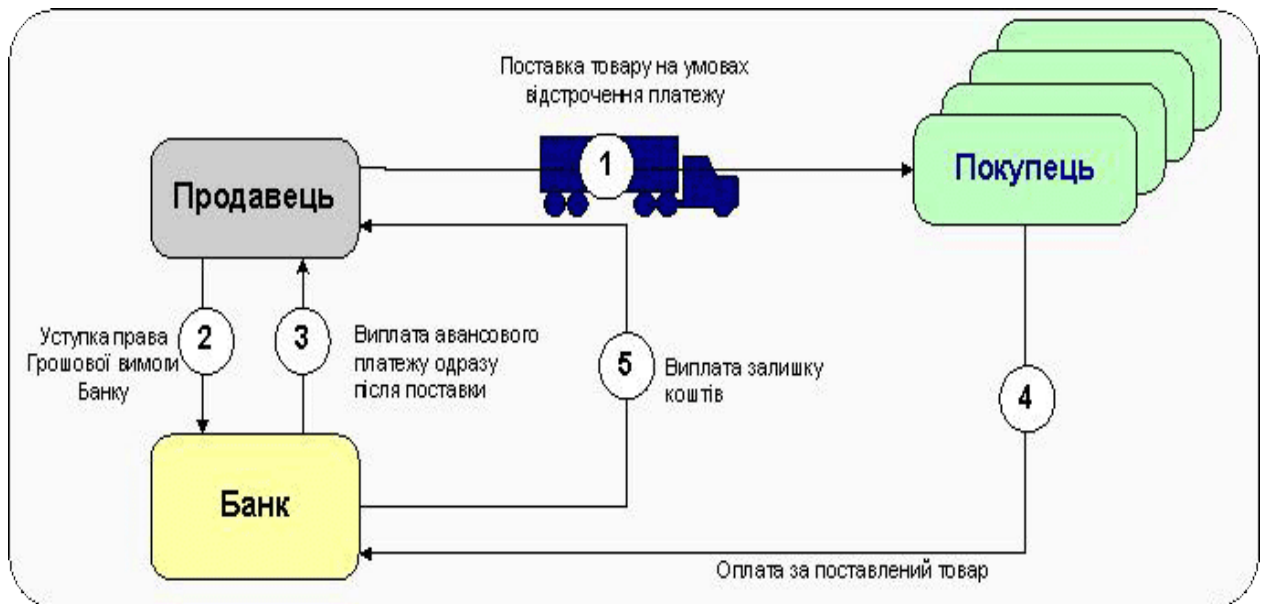 Поставка товару на умовах
відстрочення платежу
1
Продавець
Покупець
2
3
Уступка права
Грошової вимоги
Банку
Виплата авансового
платежу одразу
після поставки
5
Виплата залишку
коштів
4
Банк
Оплата за поставлений товар